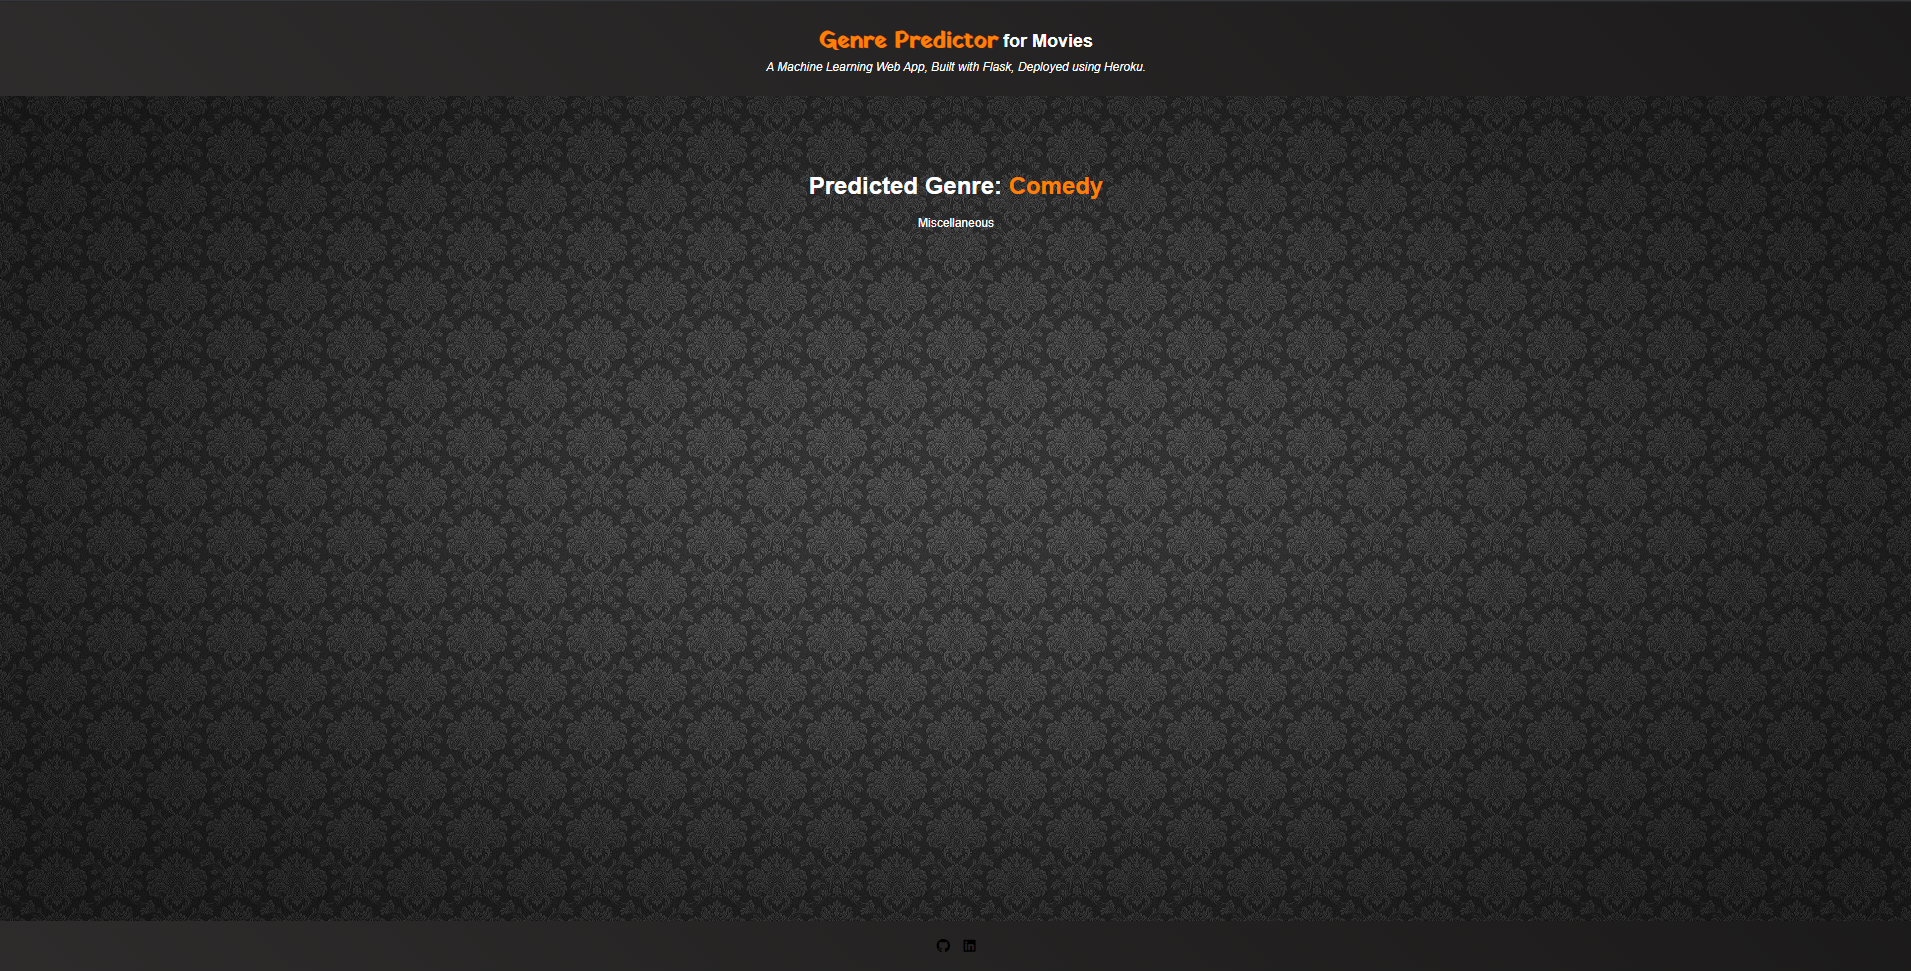 Genre Predictor for Movies
A Machine Learning Web App, Built with Flask, Deployed using Heroku.
Predicted Genre: Comedy
Miscellaneous